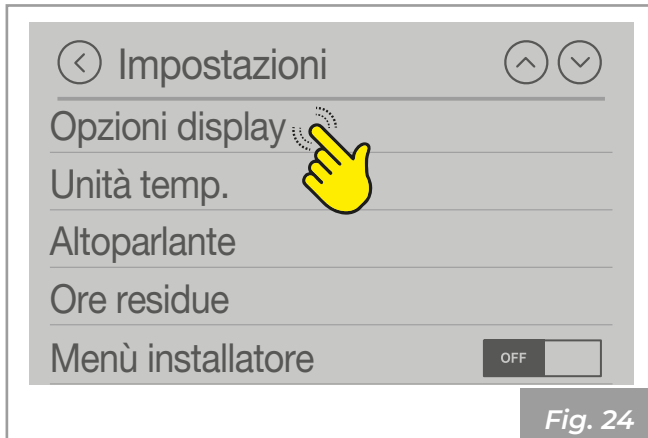 Impostazioni
Opzioni display
Unità temp.
Altoparlante
Ore residue
Menù installatore OFF
Fig. 24